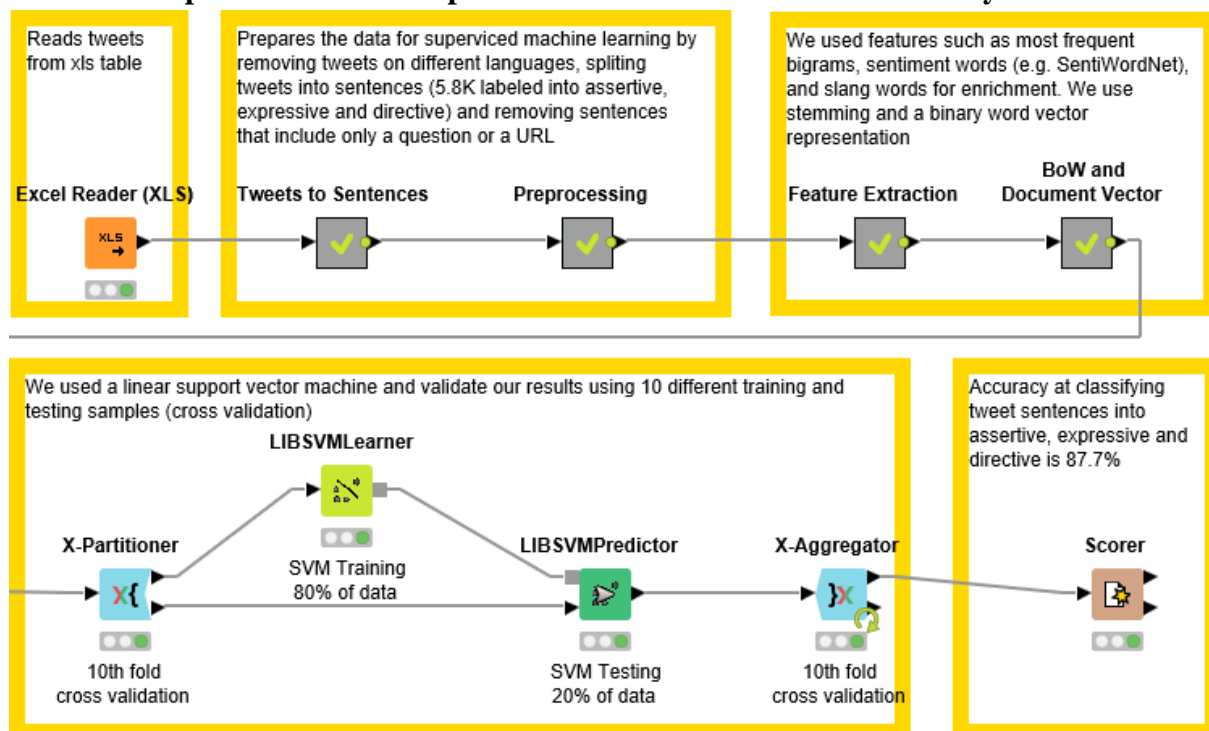 Reads tweets
from xls table
Prepares the data for superviced machine learning by
removing tweets on different languages, spliting
tweets into sentences (5.8K labeled into assertive,
expressive and directive) and removing sentences
that include only a question or a URL
We used features such as most frequent
bigrams, sentiment words (e.g. SentiWordNet),
and slang words for enrichment. We use
stemming and a binary word vector
representation
Excel Reader (XLS)
Tweets to Sentences
Preprocessing
Feature Extraction
BoW and
Document Vector
XLS
We used a linear support vector machine and validate our results using 10 different training and
testing samples (cross validation)
Accuracy at classifying
tweet sentences into
assertive, expressive and
directive is 87.7%
LIBSVMLearner
SVM Training
80% of data
X-Partitioner
X{
10th fold
cross validation
LIBSVMPredictor
SVM Testing
20% of data
X-Aggregator
}X
10th fold
cross validation
Scorer